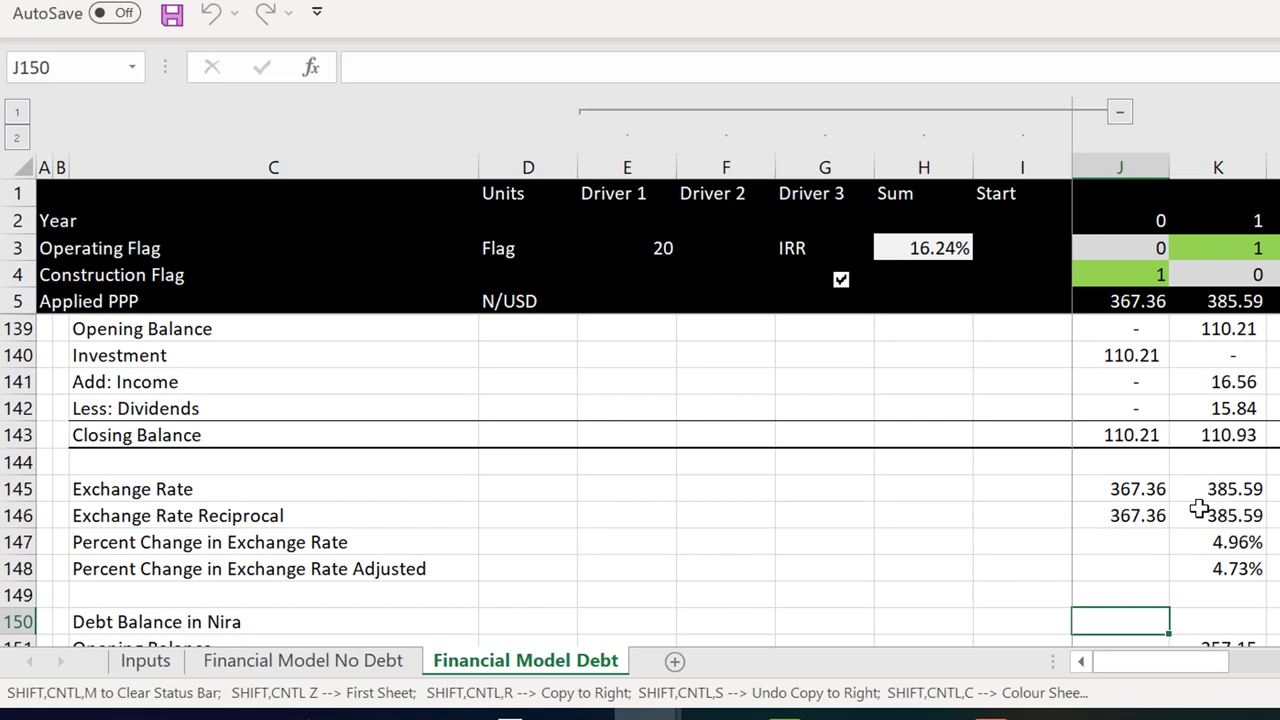 AutoSave Off
J150 fx
1
2
A B C D E F G H I J K
1 Units Driver 1 Driver 2 Driver 3 Sum Start
2 Year 0 1
3 Operating Flag Flag 20 IRR 16.24% 0 1
4 Construction Flag 1 0
5 Applied PPP N/USD 367.36 385.59
139 Opening Balance - 110.21
140 Investment 110.21 -
141 Add: Income - 16.56
142 Less: Dividends - 15.84
143 Closing Balance 110.21 110.93
144
145 Exchange Rate 367.36 385.59
146 Exchange Rate Reciprocal 367.36 385.59
147 Percent Change in Exchange Rate 4.96%
148 Percent Change in Exchange Rate Adjusted 4.73%
149
150 Debt Balance in Nira
151 Opening Balance 257.15
Inputs Financial Model No Debt Financial Model Debt
SHIFT,CNTL,M to Clear Status Bar; SHIFT,CNTL Z --> First Sheet; SHIFT,CNTL,R --> Copy to Right; SHIFT,CNTL,S --> Undo Copy to Right; SHIFT,CNTL,C --> Colour Shee...